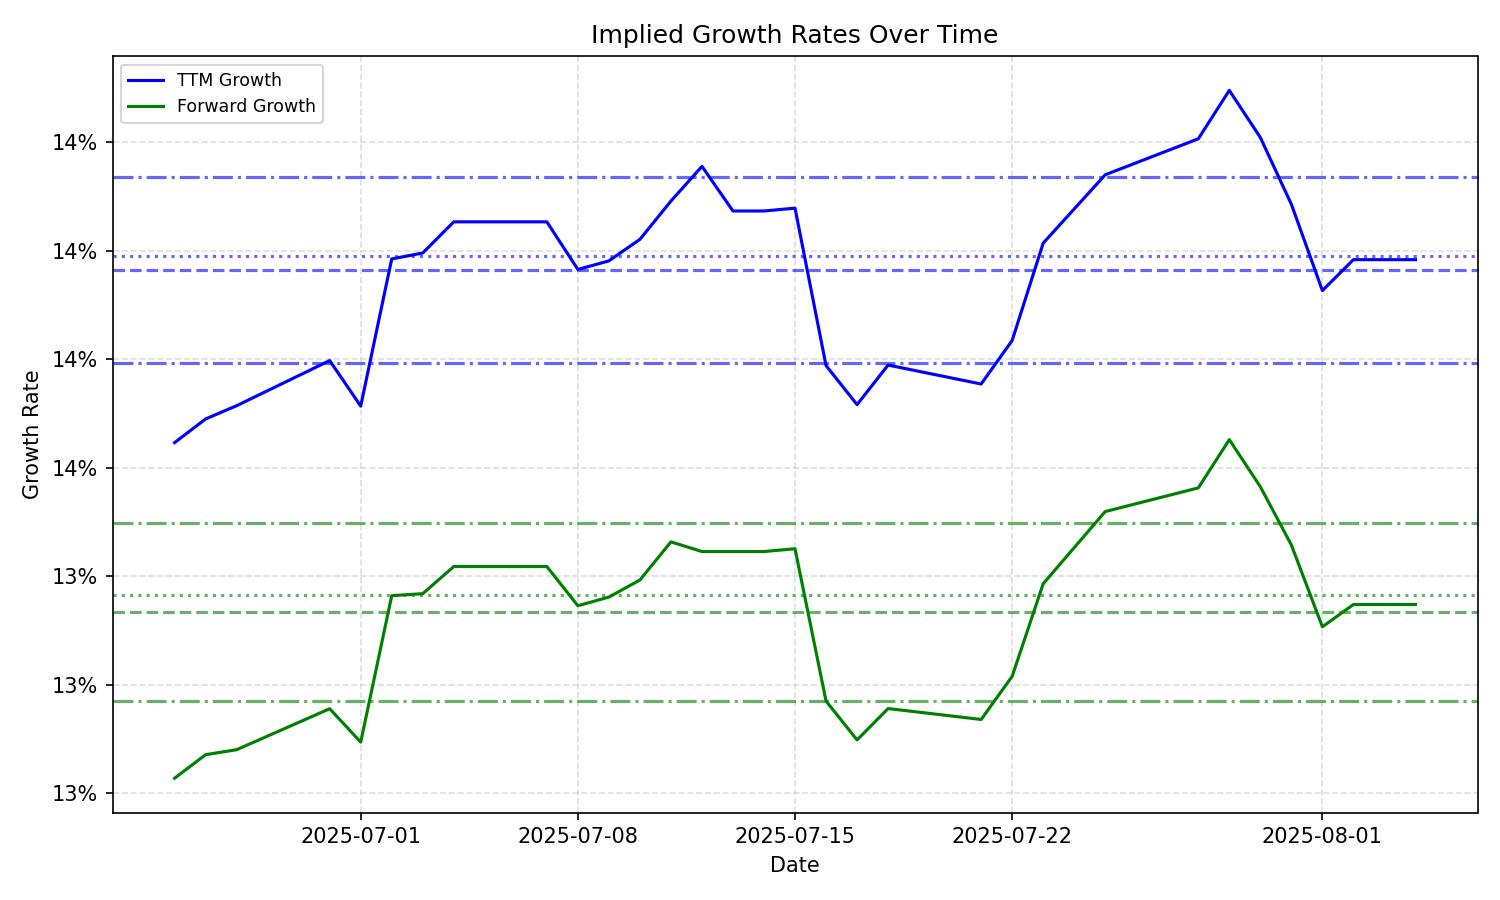 Implied Growth Rates Over Time
TTM Growth
Forward Growth
14%
14%
14%
14%
13%
13%
13%
Growth Rate
2025-07-01
2025-07-08
2025-07-15
2025-07-22
2025-08-01
Date